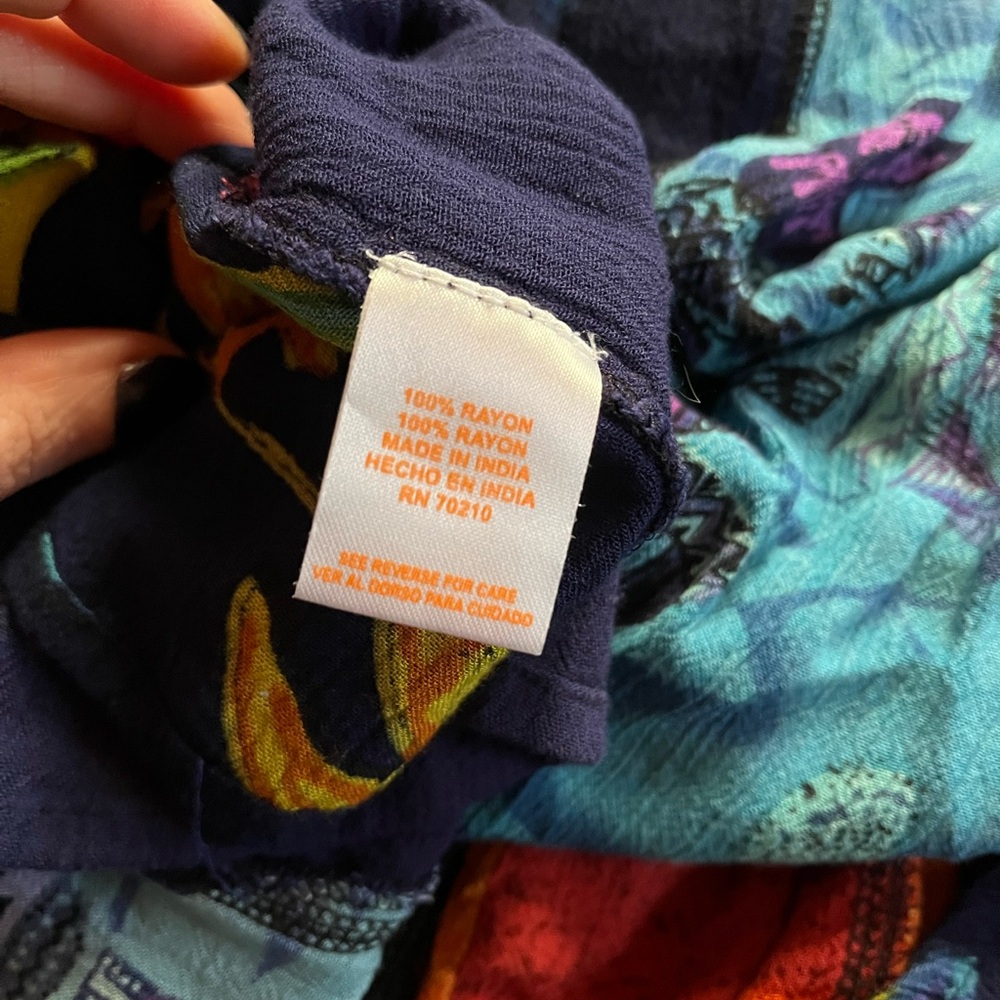 100% RAYON
100% RAYON
MADE IN INDIA
HECHO EN INDIA
RN 70210
SEE REVERSE FOR CARE
VER AL DORSO PARA CUIDADO